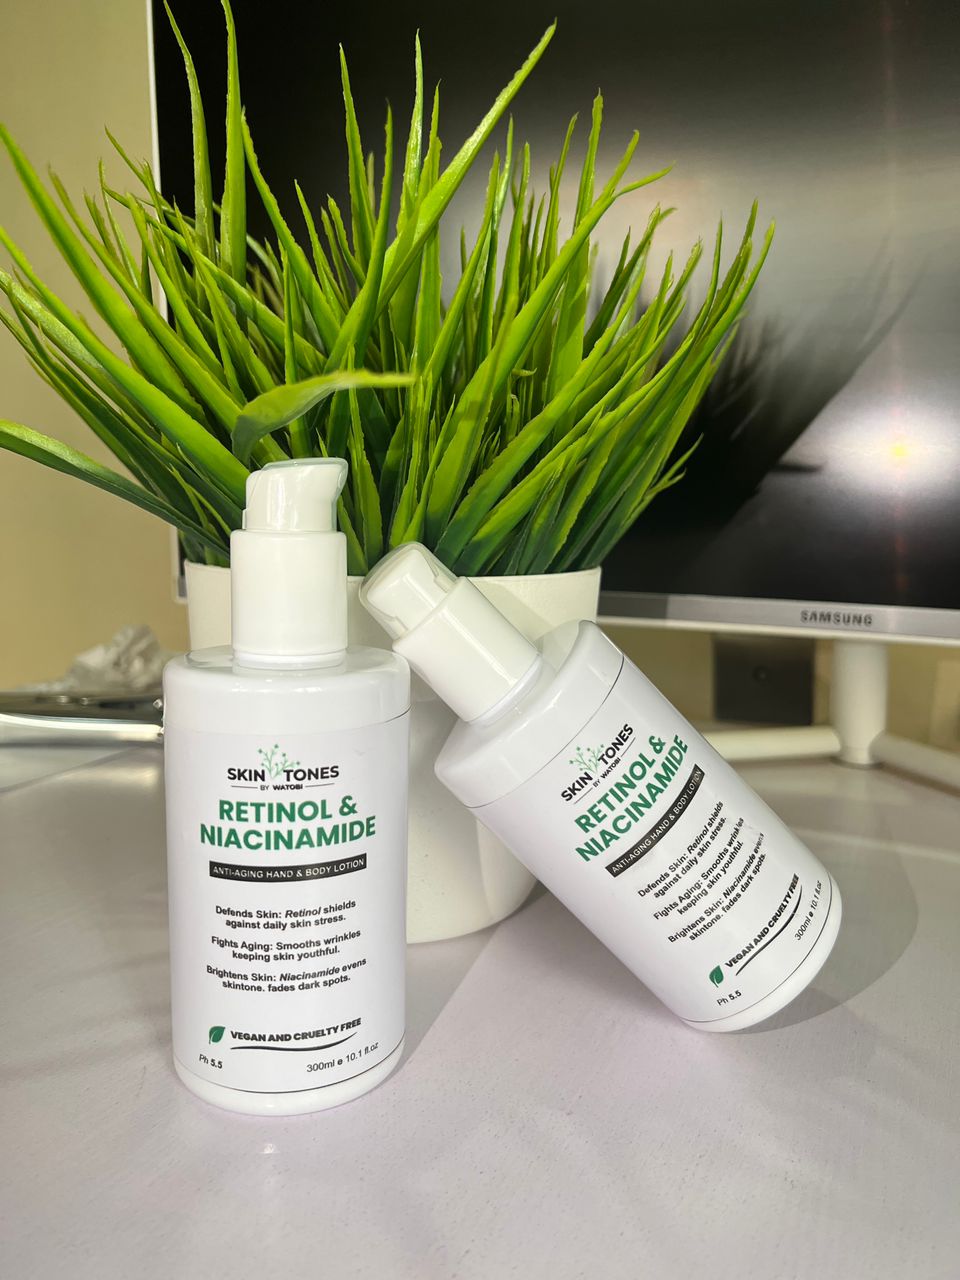 SKIN TONES
BY WATOBI
RETINOL &
NIACINAMIDE
ANTI-AGING HAND & BODY LOTION
Defends Skin: Retinol shields
against daily skin stress.
Fights Aging: Smooths wrinkles
keeping skin youthful.
Brightens Skin: Niacinamide evens
skintone. fades dark spots.
VEGAN AND CRUELTY FREE
Ph 5.5
300ml e 10.1 fl.oz
SKIN TONES
BY WATOBI
RETINOL &
NIACINAMIDE
ANTI-AGING HAND & BODY LOTION
Defends Skin: Retinol shields
against daily skin stress.
Fights Aging: Smooths wrinkles
keeping skin youthful.
Brightens Skin: Niacinamide evens
skintone. fades dark spots.
VEGAN AND CRUELTY FREE
Ph 5.5
300ml e 10.1 fl.oz
SAMSUNG